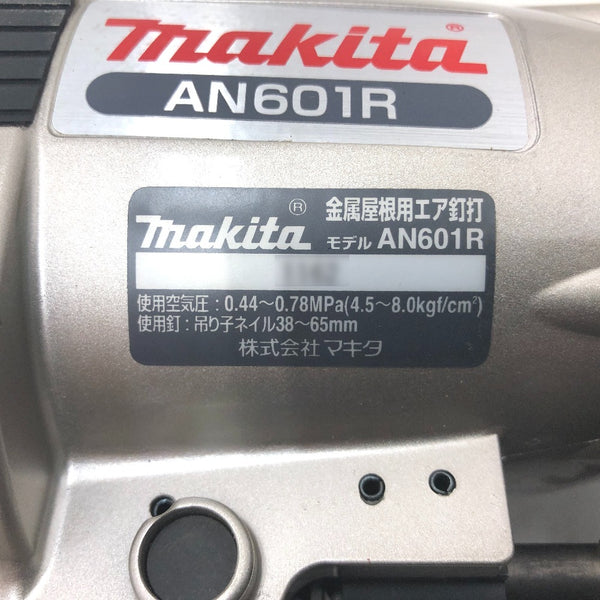 makita®
AN601R
makita® 金属屋根用エア釘打
モデル AN601R
使用空気圧：0.44～0.78MPa(4.5～8.0kgf/cm²)
使用釘：吊り子ネイル38～65mm
株式会社マキタ